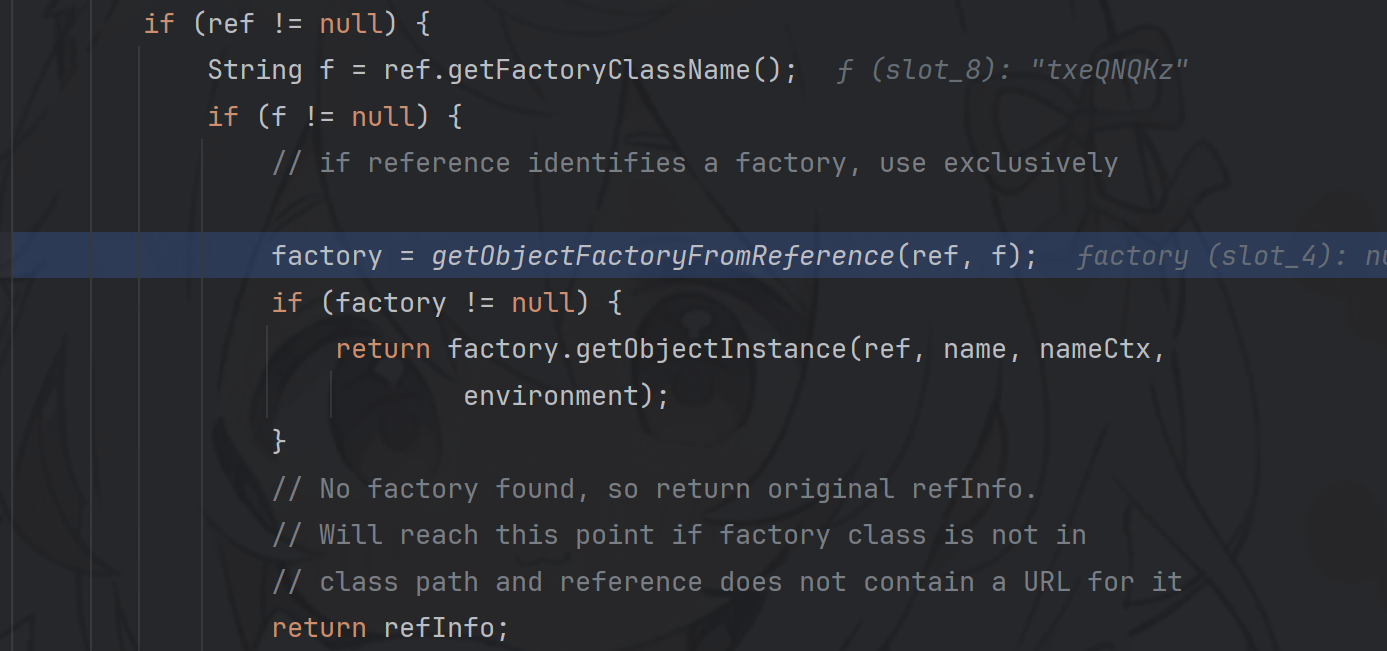 if (ref != null) {
String f = ref.getFactoryClassName();   f (slot_8): "txeQNQKz"
if (f != null) {
// if reference identifies a factory, use exclusively
factory = getObjectFactoryFromReference(ref, f);   factory (slot_4): nu
if (factory != null) {
return factory.getObjectInstance(ref, name, nameCtx,
environment);
}
// No factory found, so return original refInfo.
// Will reach this point if factory class is not in
// class path and reference does not contain a URL for it
return refInfo;